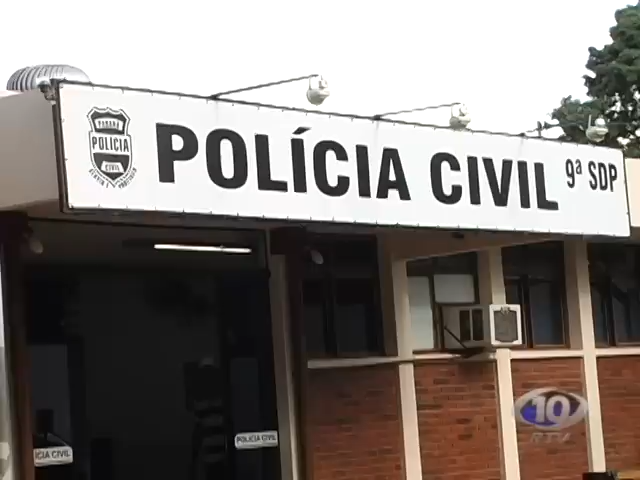 PARANÁ
POLÍCIA
CIVIL
POLÍCIA CIVIL 9ª SDP
POLÍCIA CIVIL
POLÍCIA CIVIL
10
RTV